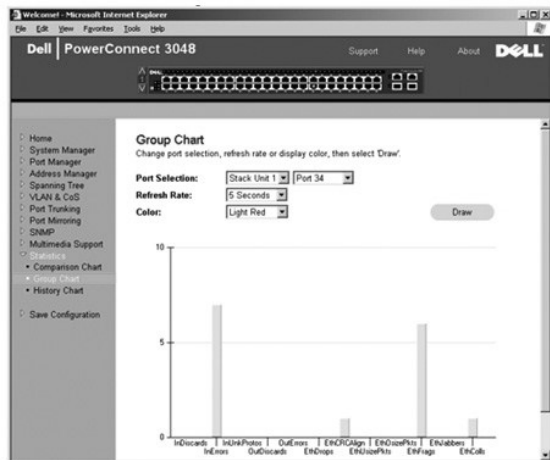 Welcome! - Microsoft Internet Explorer
File Edit View Favorites Tools Help
Dell | PowerConnect 3048
Support Help About DELL
Home
System Manager
Port Manager
Address Manager
Spanning Tree
VLAN & CoS
Port Trunking
Port Mirroring
SNMP
Multimedia Support
Statistics
Comparison Chart
Group Chart
History Chart
Save Configuration
Group Chart
Change port selection, refresh rate or display color, then select 'Draw'.
Port Selection: Stack Unit 1 Port 34
Refresh Rate: 5 Seconds
Color: Light Red
Draw
10
5
0
InDiscards InUnkProtos OutErrors EthCRCAlign EthOsizePkts EthJabbers
InErrors OutDiscards EthDrops EthUsizePkts EthFrags EthColls